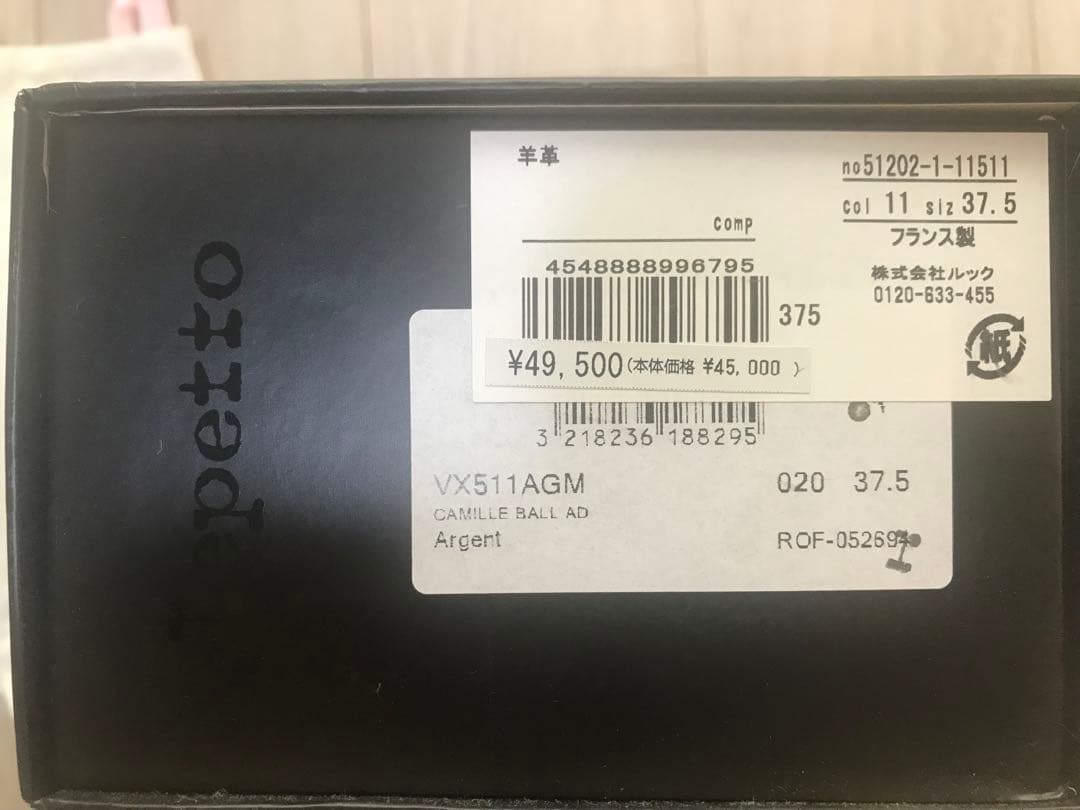 repetto
羊革
no51202-1-11511
col 11 siz 37.5
フランス製
comp
株式会社ルック
0120-633-455
4548888996795
375
紙
¥49,500(本体価格 ¥45,000)
3 218236 188295
VX511AGM 020 37.5
CAMILLE BALL AD
Argent